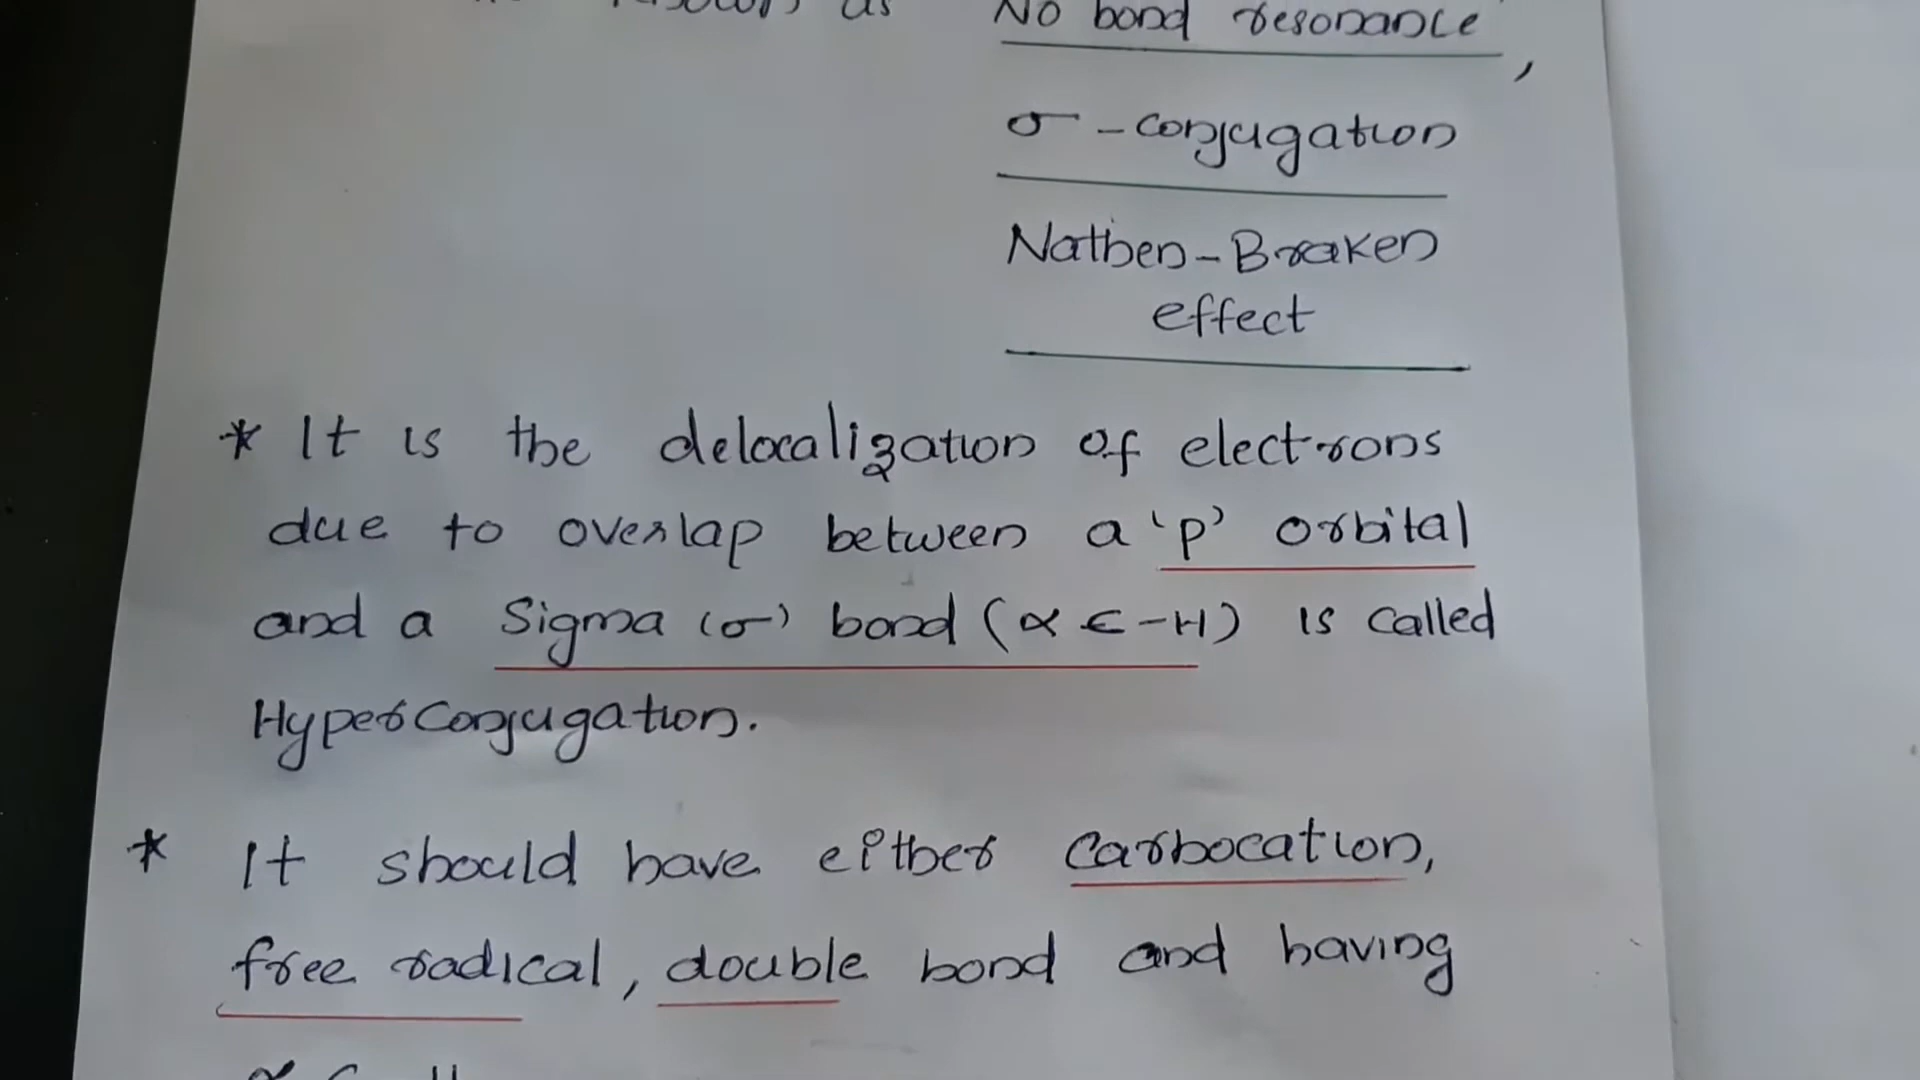 as No bond resonance,
σ - conjugation
Nathen - Braken
effect
* It is the delocalization of electrons
due to overlap between a 'p' orbital
and a Sigma (σ) bond (α C-H) is called
Hyperconjugation.
* It should have either carbocation,
free radical, double bond and having